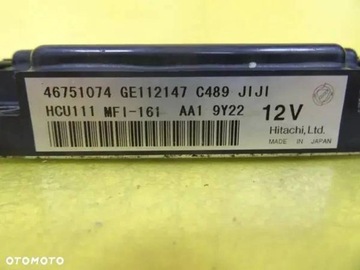 46751074 GE112147 C489 JIJI
HCU111 MFI-161 AA1 9Y22 12V
Hitachi, Ltd.
MADE IN JAPAN
OTOMOTO